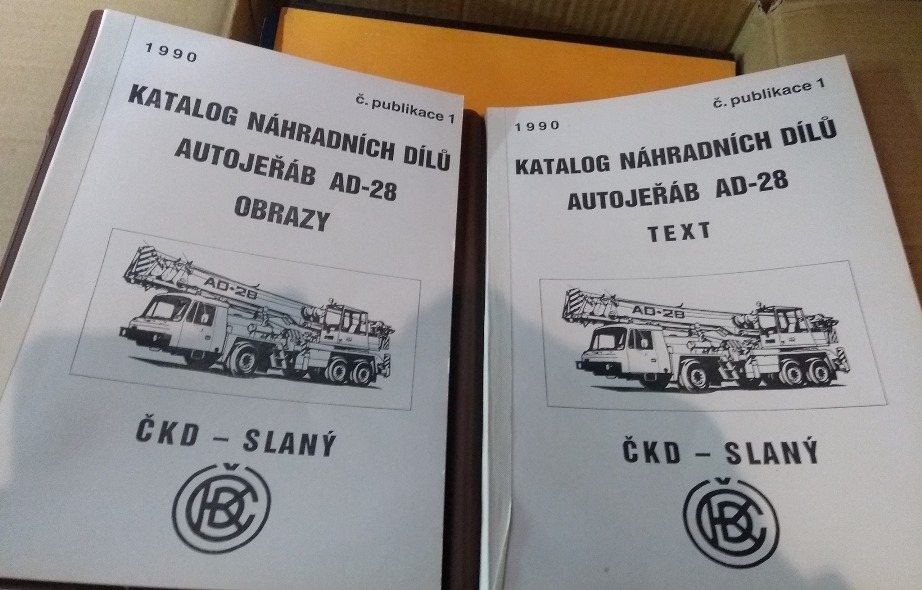 1990
č. publikace 1
KATALOG NÁHRADNÍCH DÍLŮ
AUTOJEŘÁB AD-28
OBRAZY
AD-28
ČKD – SLANÝ
ČKD
1990
č. publikace 1
KATALOG NÁHRADNÍCH DÍLŮ
AUTOJEŘÁB AD-28
TEXT
AD-28
ČKD – SLANÝ
ČKD